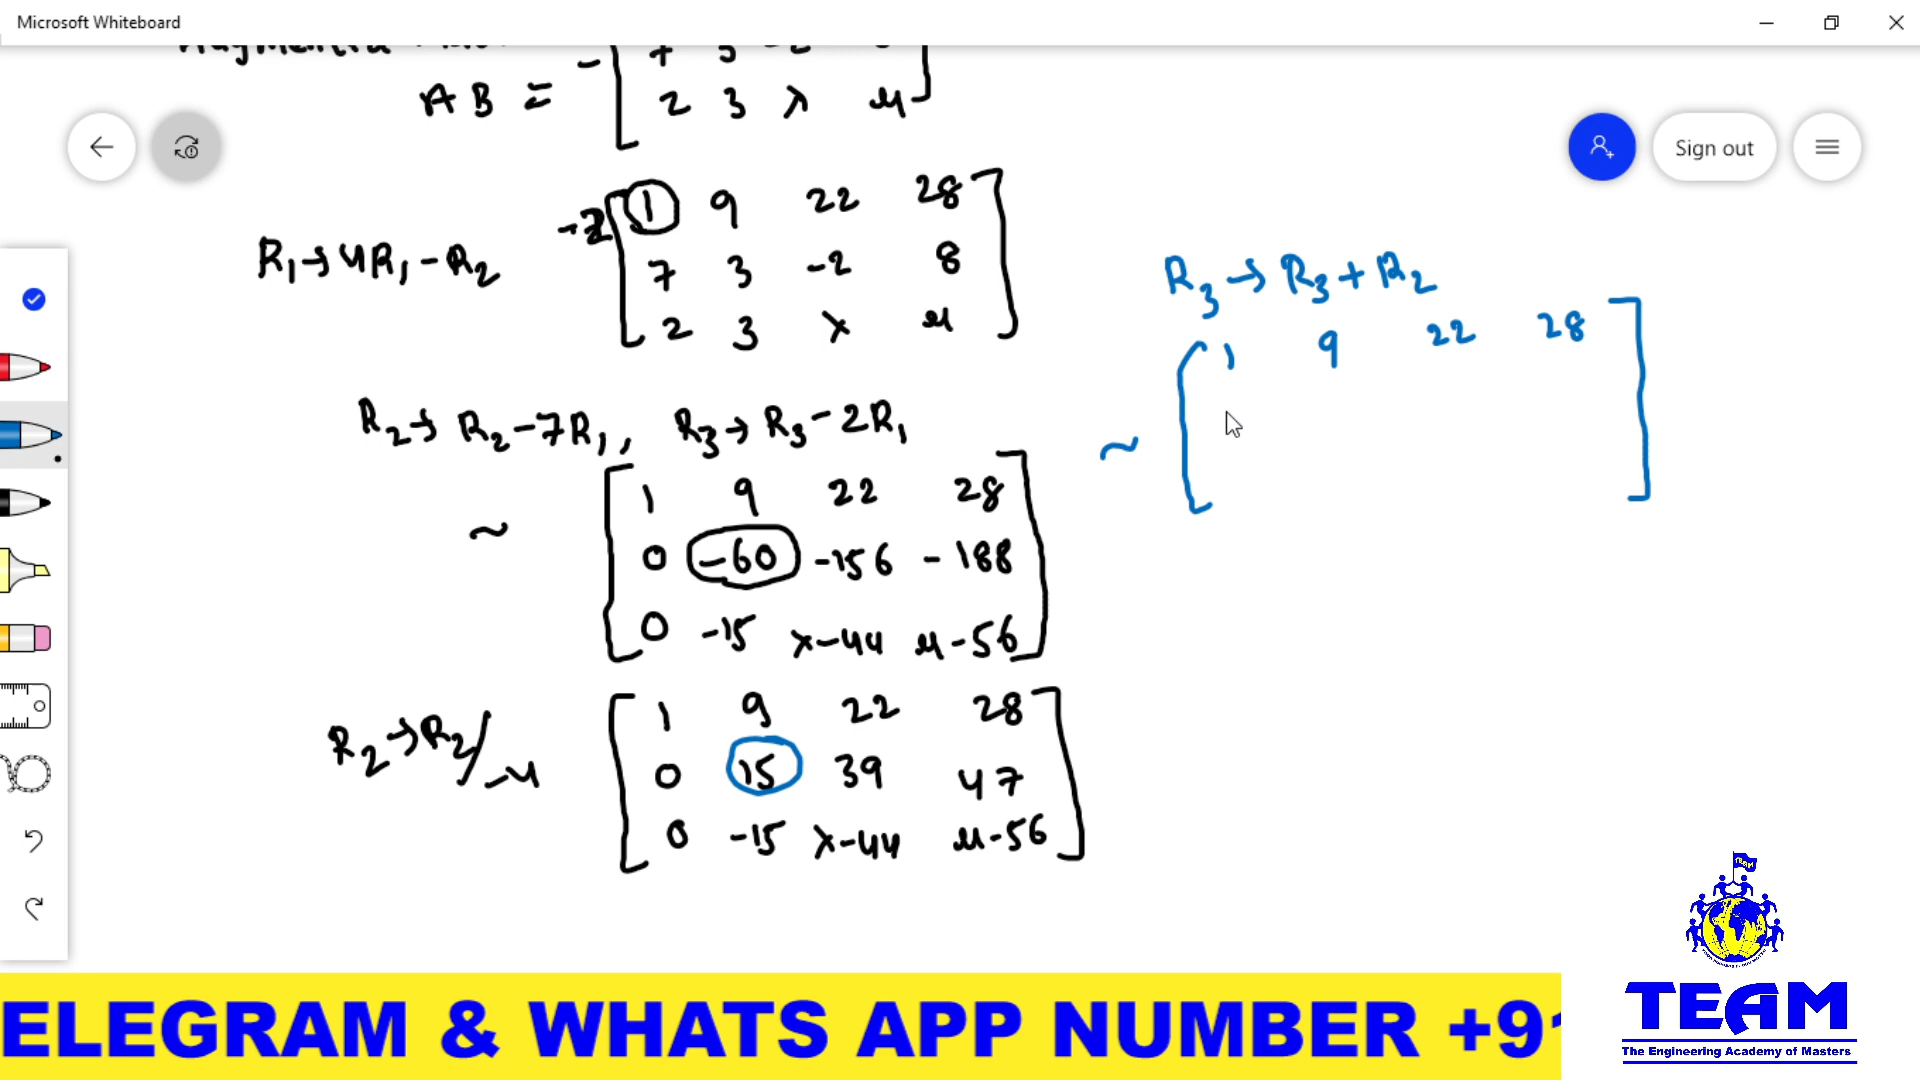 Microsoft Whiteboard
Sign out
AB =
2 3 λ μ
R₁→4R₁-R₂
-7
1 9 22 28
7 3 -2 8
2 3 λ μ
R₂→R₂-7R₁, R₃→R₃-2R₁
~
1 9 22 28
0 -60 -156 -188
0 -15 λ-44 μ-56
R₂→R₂/-4
1 9 22 28
0 15 39 47
0 -15 λ-44 μ-56
R₃→R₃+R₂
~
1 9 22 28
ELEGRAM & WHATS APP NUMBER +91
TEAM
The Engineering Academy of Masters